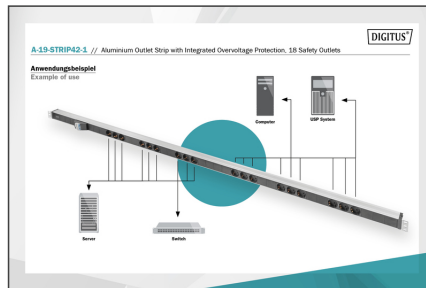 DIGITUS®
A-19-STRIP42-1 // Aluminium Outlet Strip with Integrated Overvoltage Protection, 18 Safety Outlets
Anwendungsbeispiel
Example of use
Computer
USP System
Server
Switch